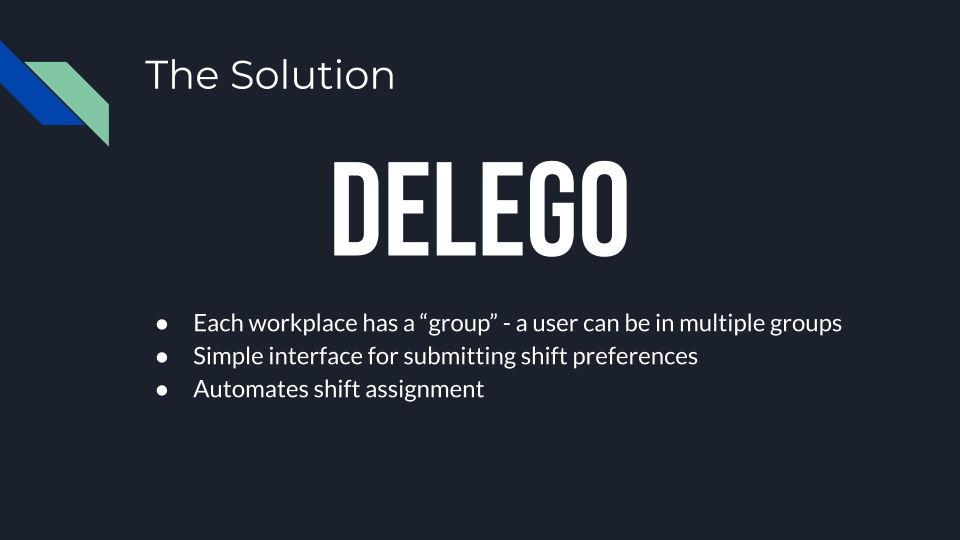 The Solution
DELEGO
● Each workplace has a “group” - a user can be in multiple groups
● Simple interface for submitting shift preferences
● Automates shift assignment